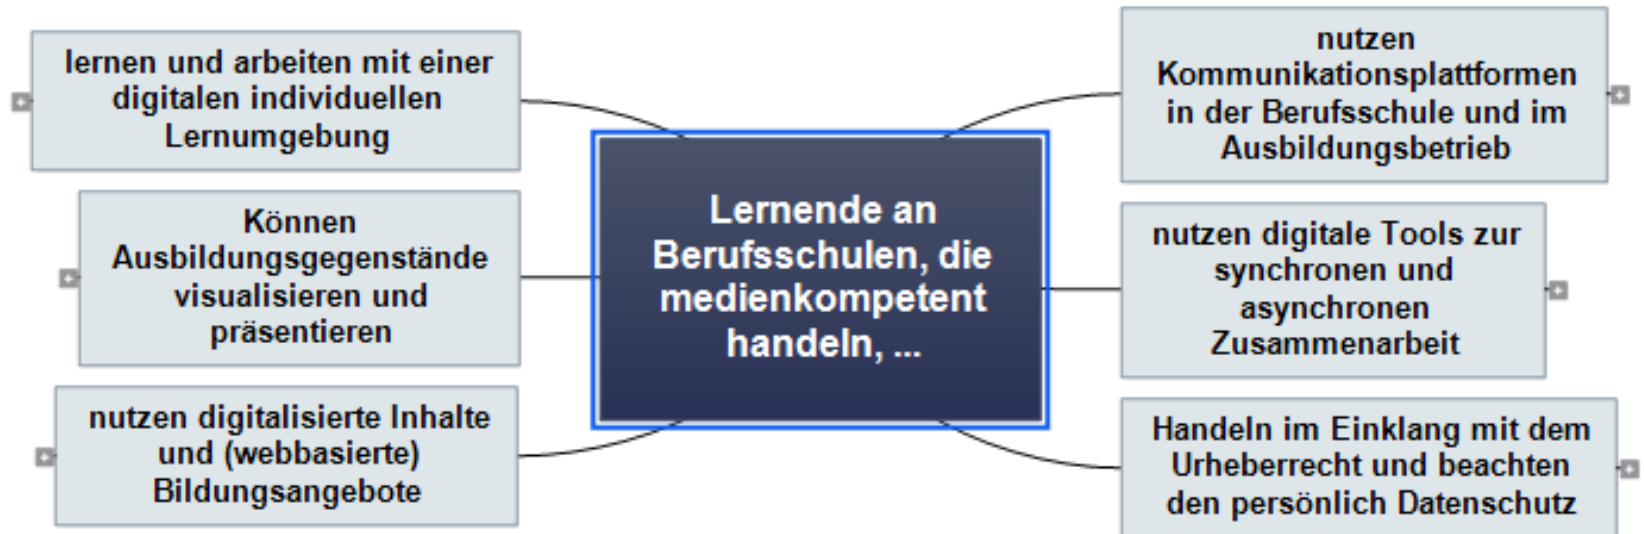 lernen und arbeiten mit einer
digitalen individuellen
Lernumgebung
Können
Ausbildungsgegenstände
visualisieren und
präsentieren
nutzen digitalisierte Inhalte
und (webbasierte)
Bildungsangebote
Lernende an
Berufsschulen, die
medienkompetent
handeln, ...
nutzen
Kommunikationsplattformen
in der Berufsschule und im
Ausbildungsbetrieb
nutzen digitale Tools zur
synchronen und
asynchronen
Zusammenarbeit
Handeln im Einklang mit dem
Urheberrecht und beachten
den persönlich Datenschutz